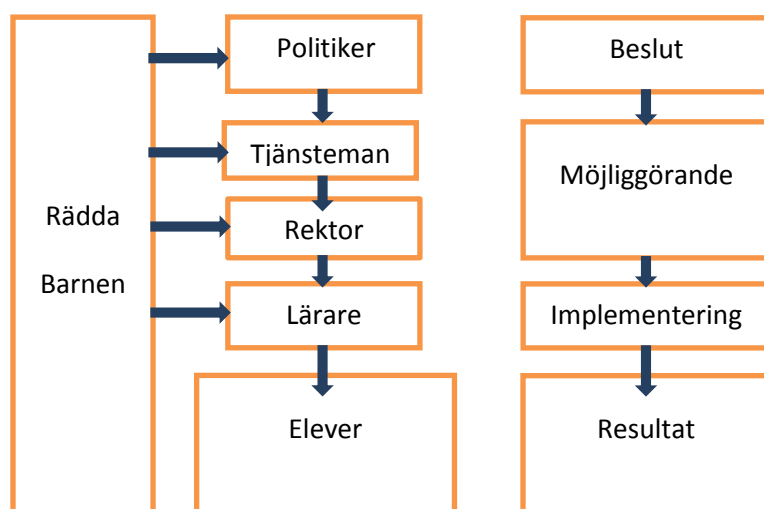 Rädda
Barnen
Politiker
Tjänsteman
Rektor
Lärare
Elever
Beslut
Möjliggörande
Implementering
Resultat